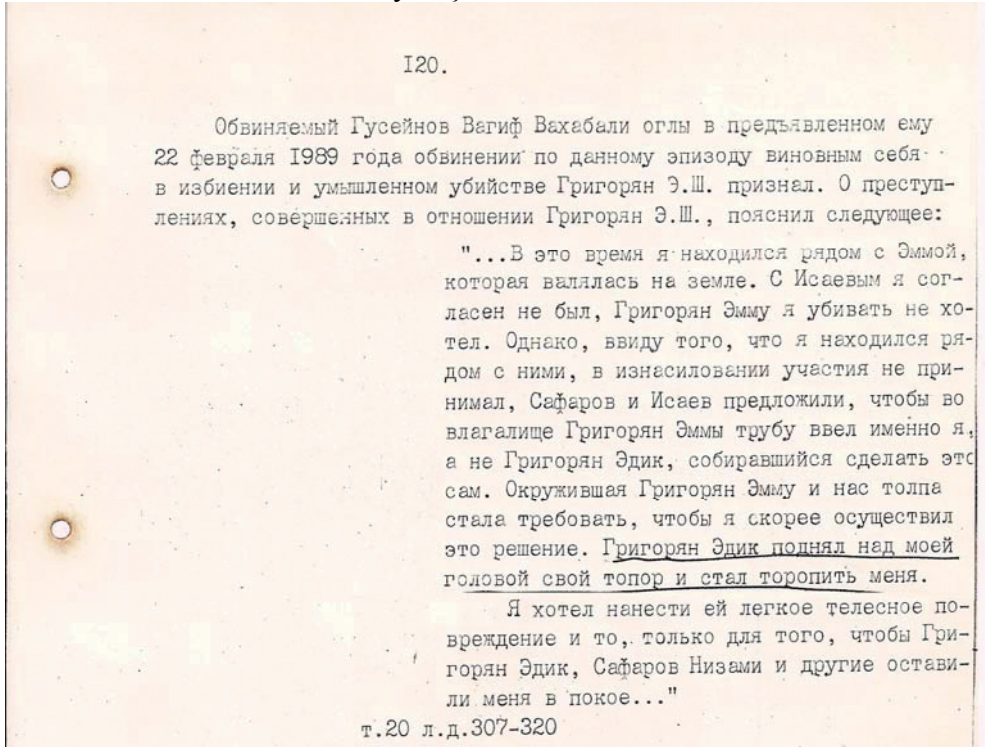 I20.
Обвиняемый Гусейнов Вагиф Вахабали оглы в предъявленном ему
22 февраля I989 года обвинении по данному эпизоду виновным себя
в избиении и умышленном убийстве Григорян Э.Ш. признал. О преступ-
лениях, совершенных в отношении Григорян Э.Ш., пояснил следующее:
"...В это время я находился рядом с Эммой,
которая валялась на земле. С Исаевым я сог-
ласен не был, Григорян Эмму я убивать не хо-
тел. Однако, ввиду того, что я находился ря-
дом с ними, в изнасиловании участия не при-
нимал, Сафаров и Исаев предложили, чтобы во
влагалище Григорян Эммы трубу ввел именно я,
а не Григорян Эдик, собиравшийся сделать это
сам. Окружившая Григорян Эмму и нас толпа
стала требовать, чтобы я скорее осуществил
это решение. Григорян Эдик поднял над моей
головой свой топор и стал торопить меня.
Я хотел нанести ей легкое телесное по-
вреждение и то, только для того, чтобы Гри-
горян Эдик, Сафаров Низами и другие остави-
ли меня в покое..."
т.20 л.д.307-320